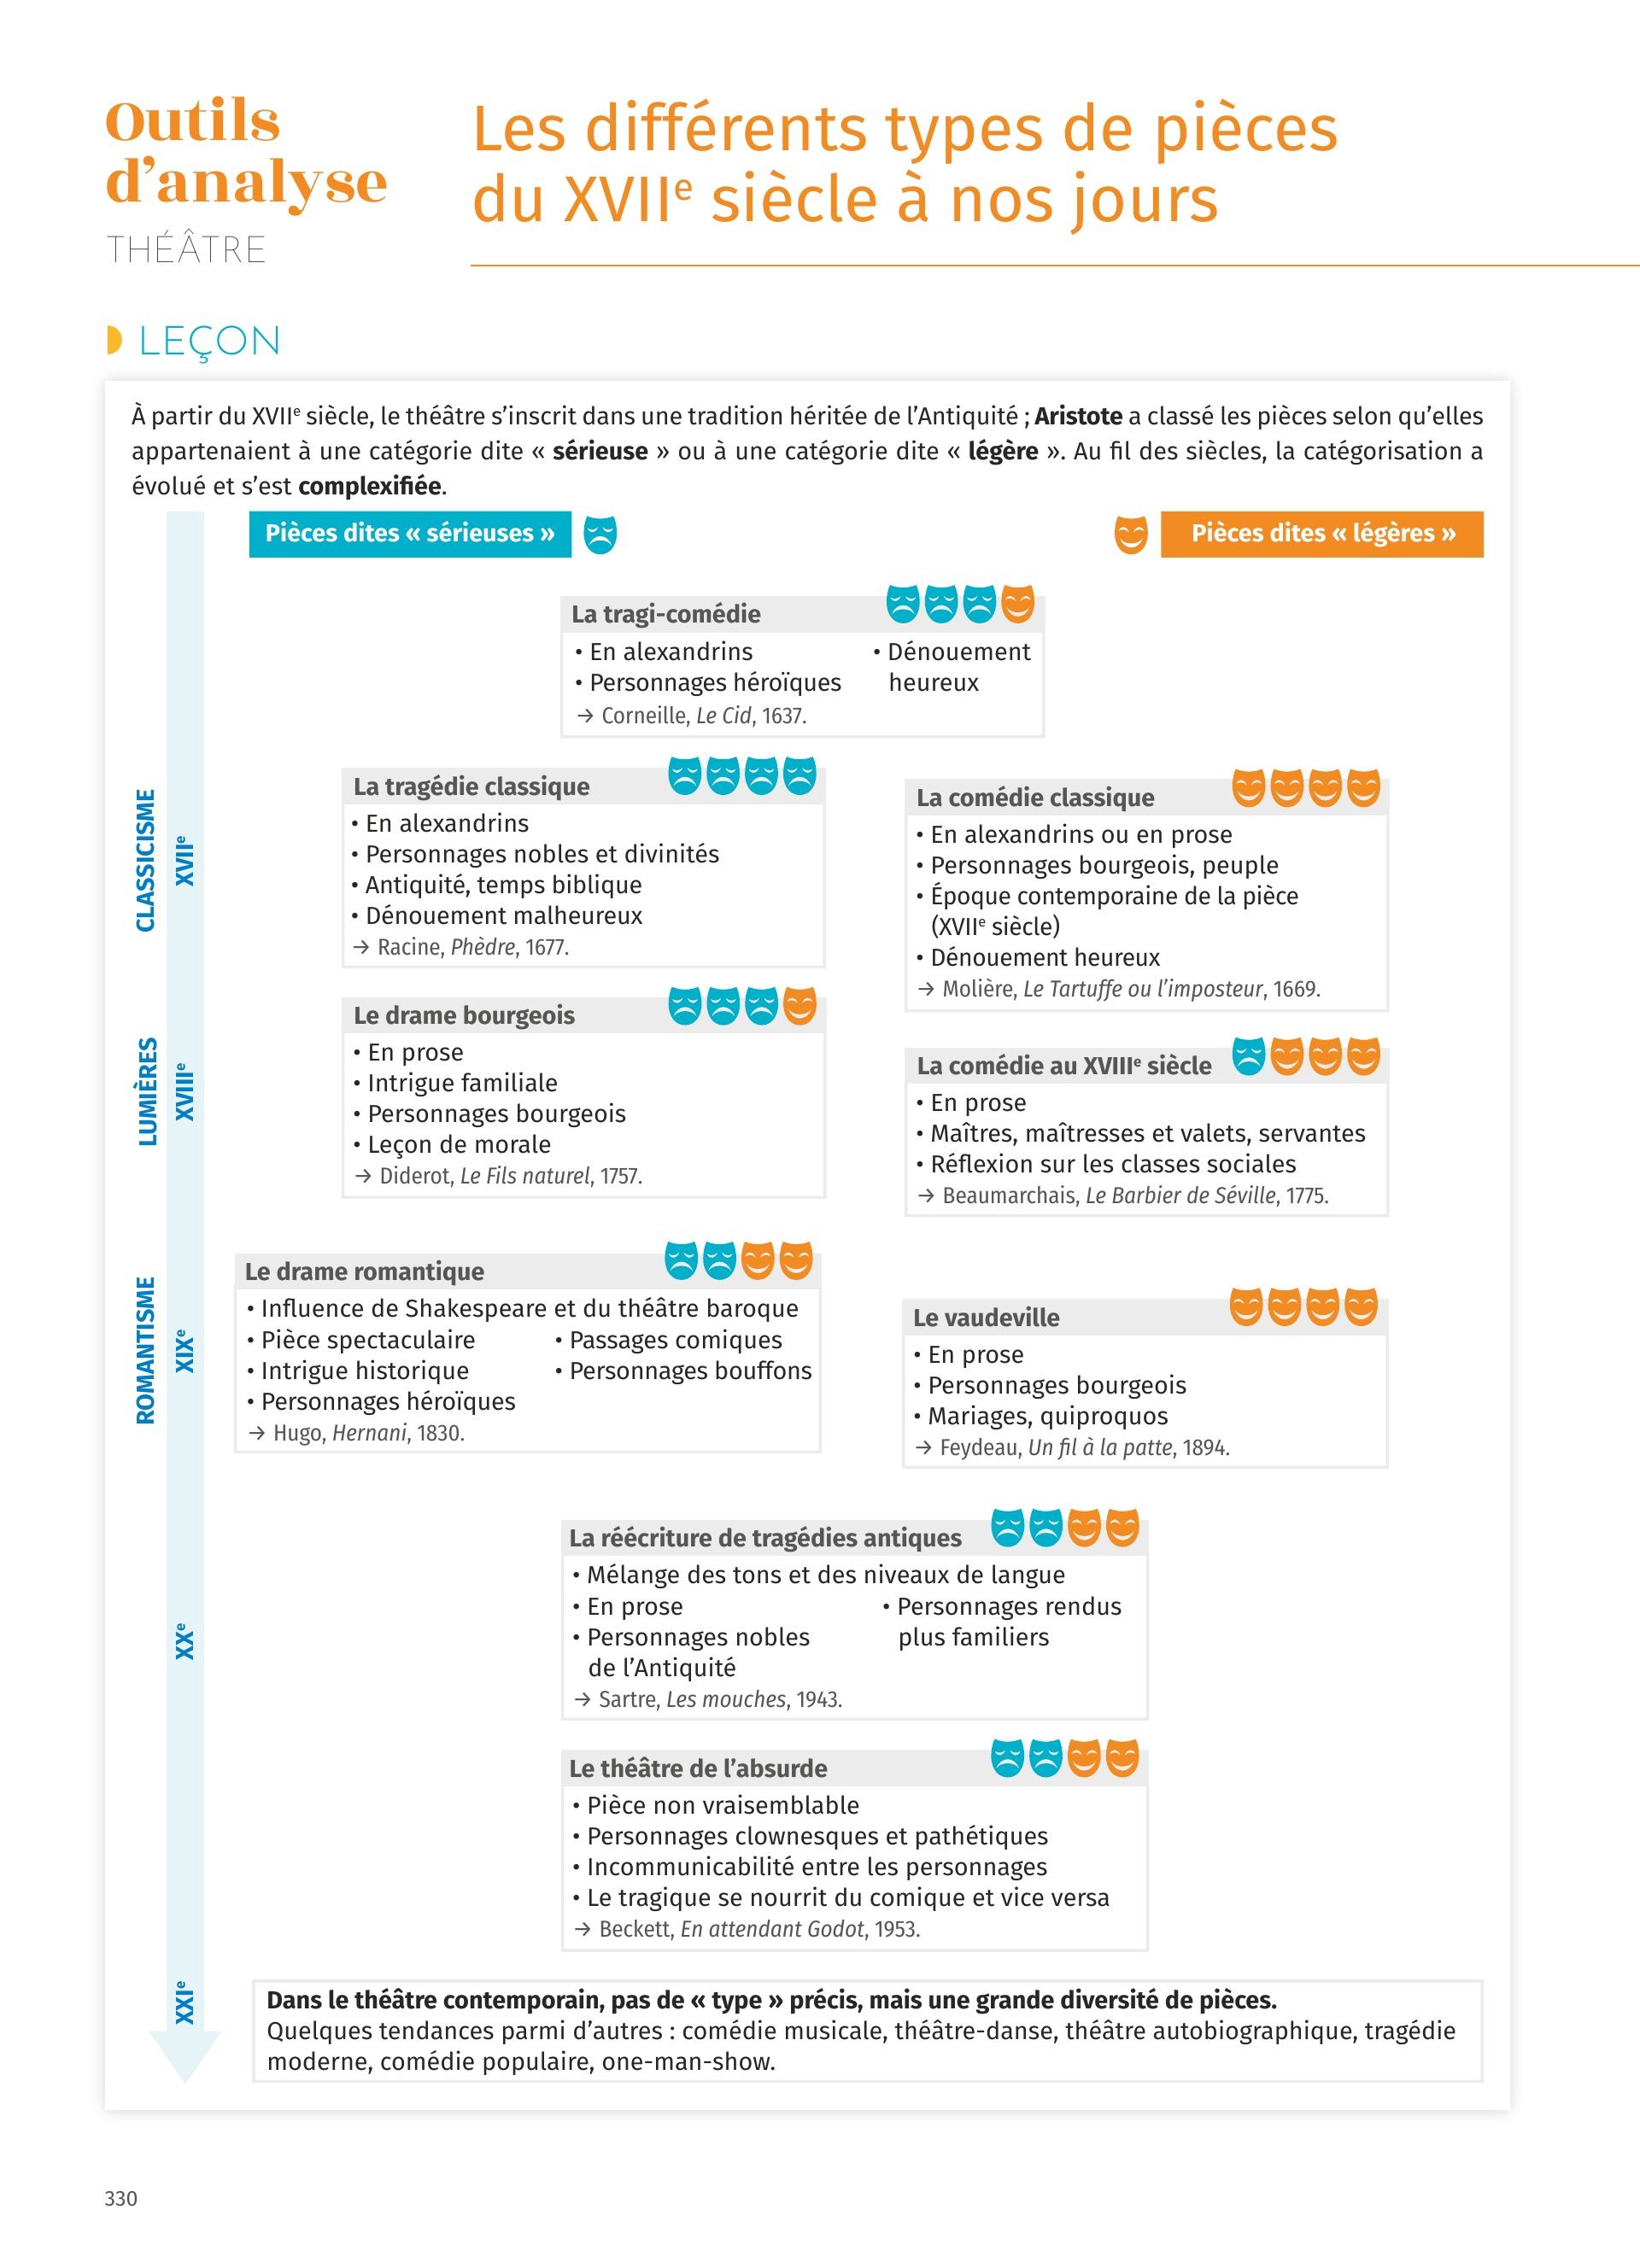 Outils
d'analyse
THÉÂTRE
Les différents types de pièces
du XVIIe siècle à nos jours
LEÇON
À partir du XVIIe siècle, le théâtre s'inscrit dans une tradition héritée de l'Antiquité ; Aristote a classé les pièces selon qu'elles
appartenaient à une catégorie dite « sérieuse » ou à une catégorie dite « légère ». Au fil des siècles, la catégorisation a
évolué et s'est complexifiée.
Pièces dites « sérieuses »
Pièces dites « légères »
La tragi-comédie
• En alexandrins
• Personnages héroïques
• Dénouement
heureux
→ Corneille, Le Cid, 1637.
CLASSICISME
XVIIe
La tragédie classique
• En alexandrins
• Personnages nobles et divinités
• Antiquité, temps biblique
• Dénouement malheureux
→ Racine, Phèdre, 1677.
La comédie classique
• En alexandrins ou en prose
• Personnages bourgeois, peuple
• Époque contemporaine de la pièce
(XVIIe siècle)
• Dénouement heureux
→ Molière, Le Tartuffe ou l'imposteur, 1669.
LUMIÈRES
XVIIIe
Le drame bourgeois
• En prose
• Intrigue familiale
• Personnages bourgeois
• Leçon de morale
→ Diderot, Le Fils naturel, 1757.
La comédie au XVIIIe siècle
• En prose
• Maîtres, maîtresses et valets, servantes
• Réflexion sur les classes sociales
→ Beaumarchais, Le Barbier de Séville, 1775.
ROMANTISME
XIXe
Le drame romantique
• Influence de Shakespeare et du théâtre baroque
• Pièce spectaculaire
• Intrigue historique
• Personnages héroïques
• Passages comiques
• Personnages bouffons
→ Hugo, Hernani, 1830.
Le vaudeville
• En prose
• Personnages bourgeois
• Mariages, quiproquos
→ Feydeau, Un fil à la patte, 1894.
XXe
La réécriture de tragédies antiques
• Mélange des tons et des niveaux de langue
• En prose
• Personnages nobles
de l'Antiquité
• Personnages rendus
plus familiers
→ Sartre, Les mouches, 1943.
Le théâtre de l'absurde
• Pièce non vraisemblable
• Personnages clownesques et pathétiques
• Incommunicabilité entre les personnages
• Le tragique se nourrit du comique et vice versa
→ Beckett, En attendant Godot, 1953.
XXIe
Dans le théâtre contemporain, pas de « type » précis, mais une grande diversité de pièces.
Quelques tendances parmi d'autres : comédie musicale, théâtre-danse, théâtre autobiographique, tragédie
moderne, comédie populaire, one-man-show.
330